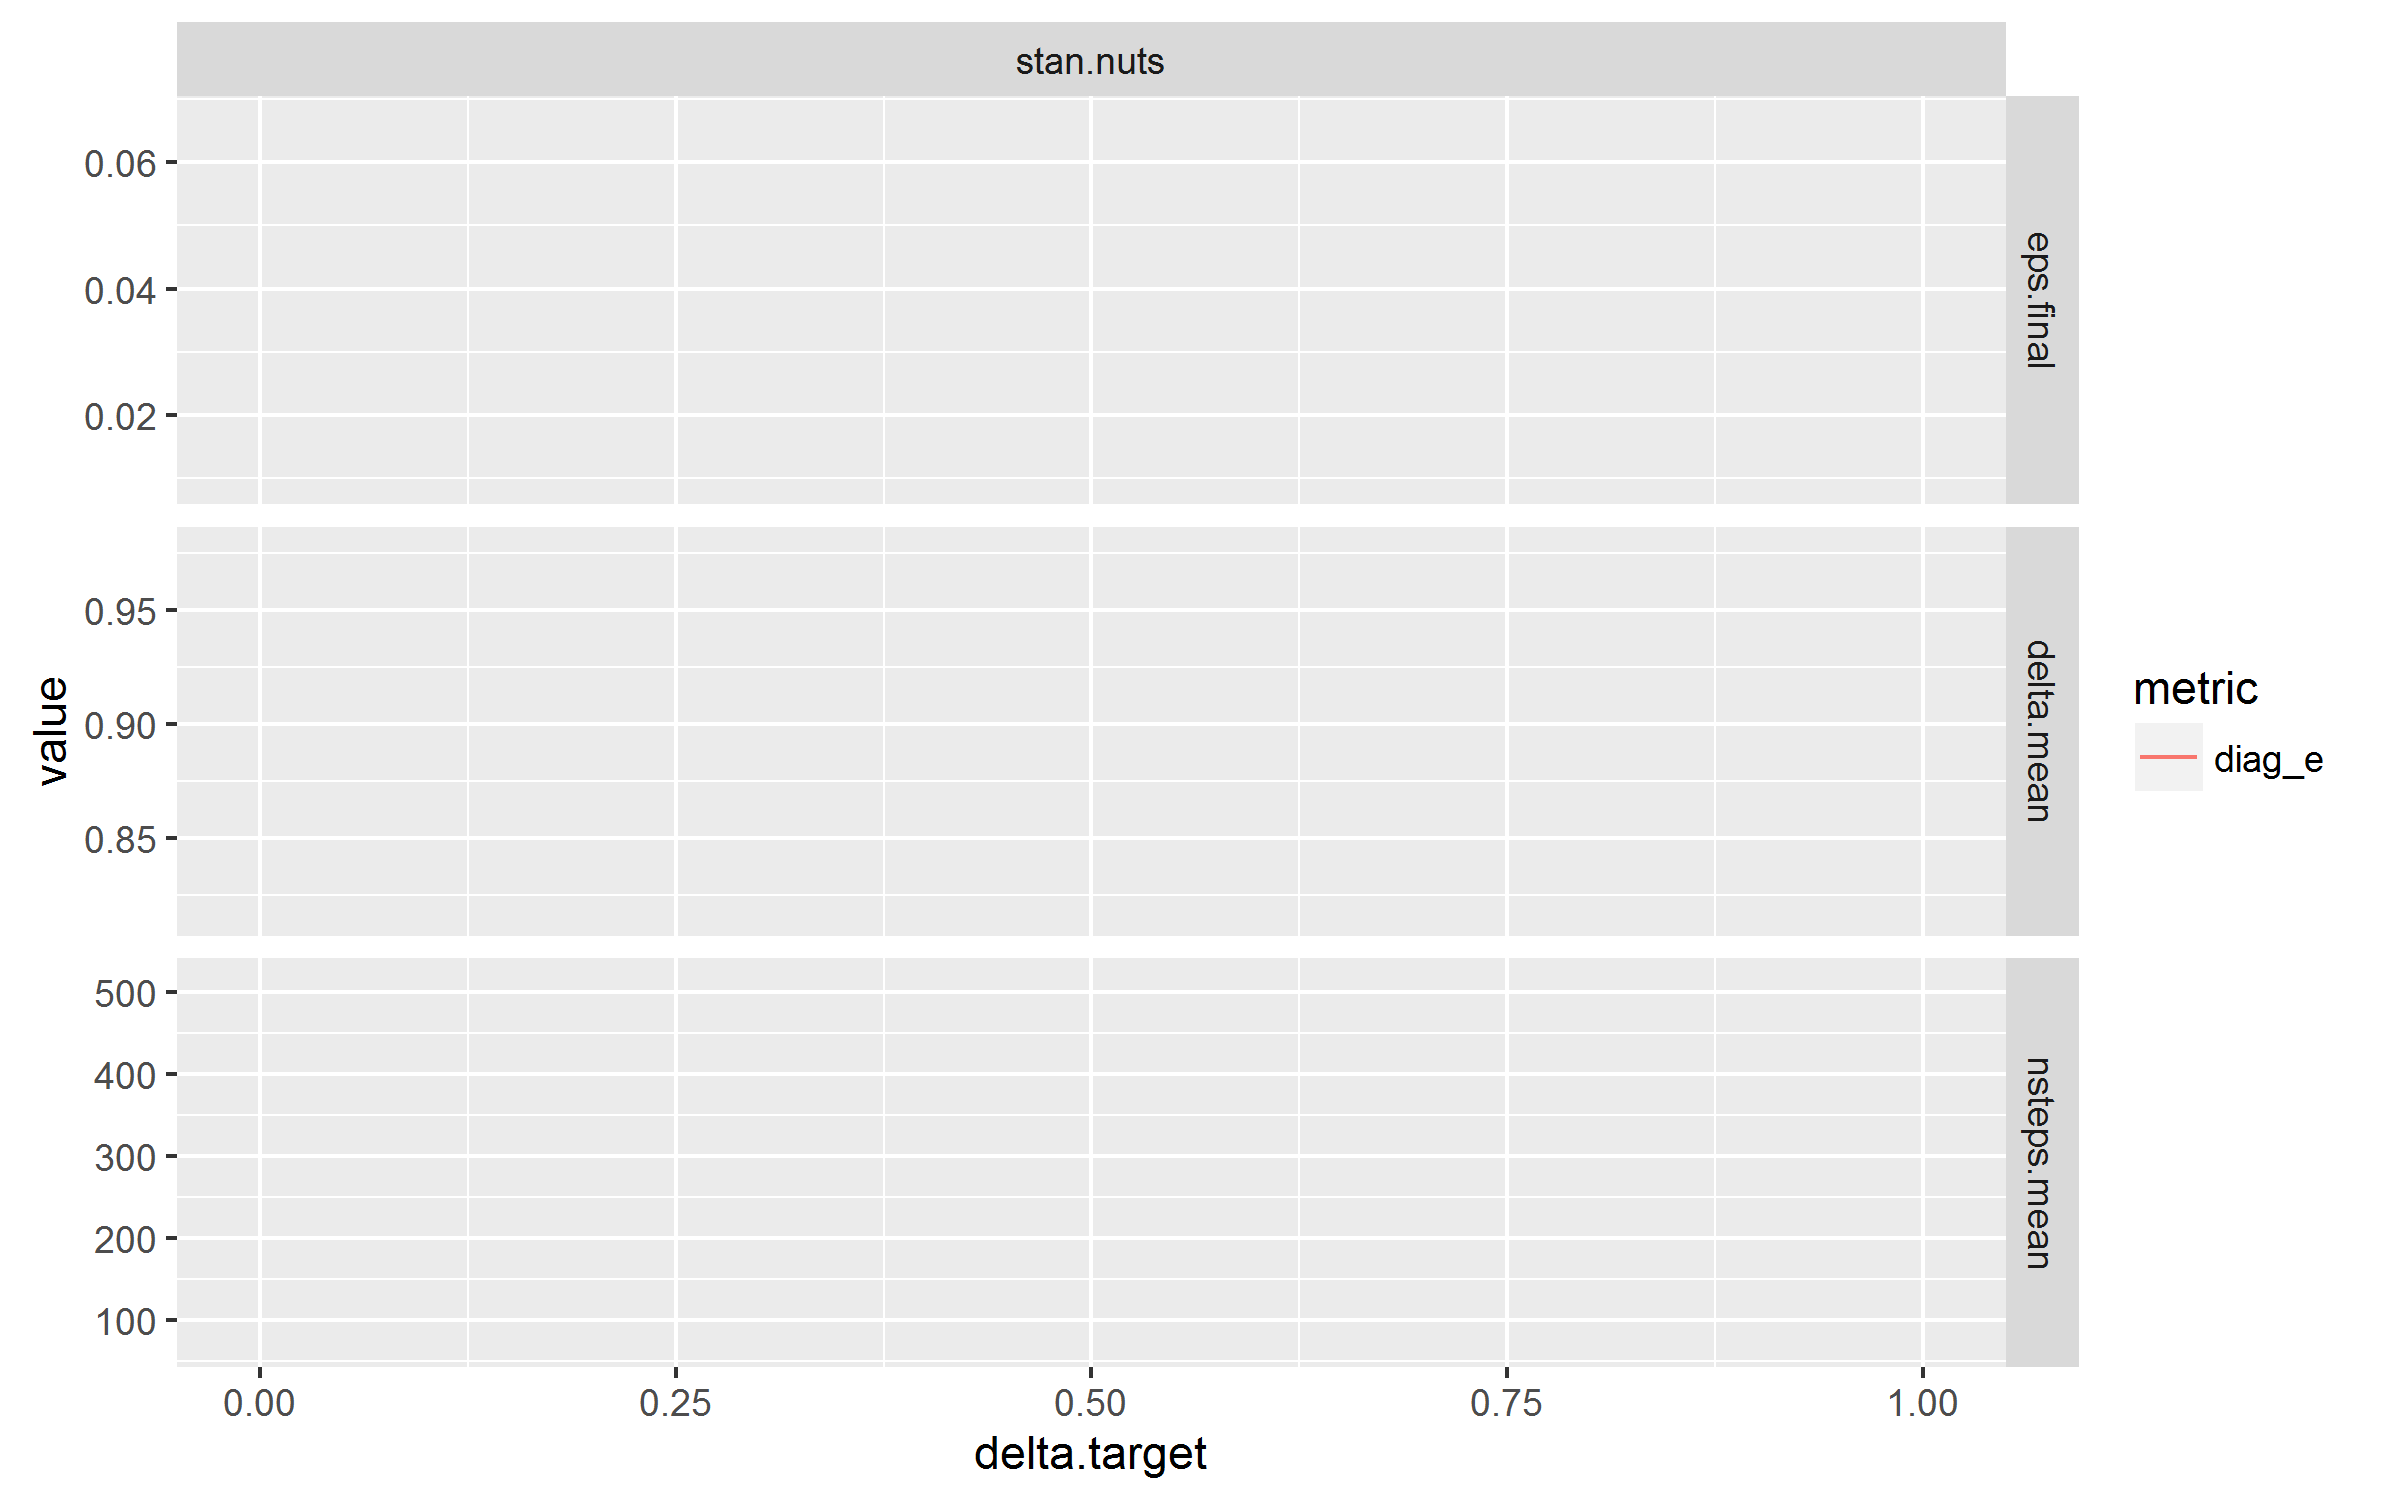 stan.nuts
0.06
0.04
0.02
eps.final
0.95
0.90
0.85
delta.mean
500
400
300
200
100
nsteps.mean
value
0.00 0.25 0.50 0.75 1.00
delta.target
metric
diag_e